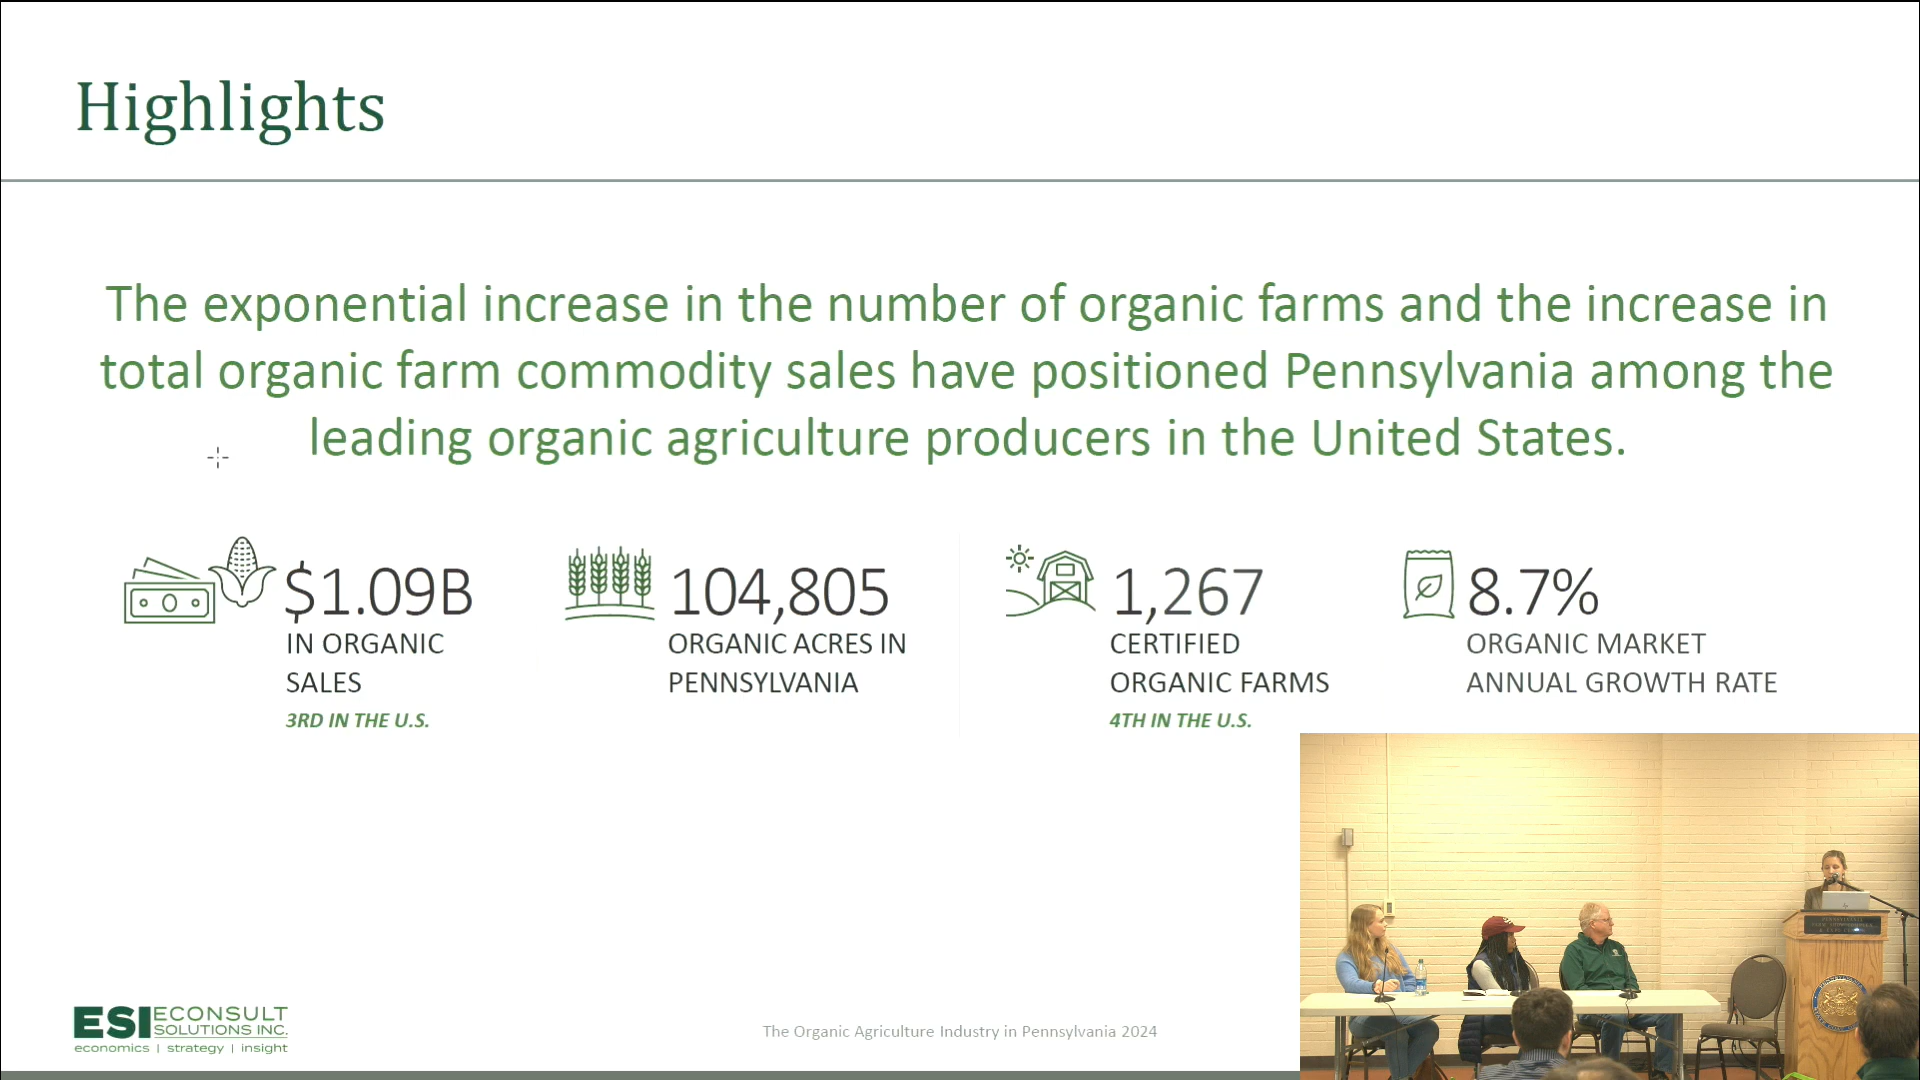 Highlights
The exponential increase in the number of organic farms and the increase in
total organic farm commodity sales have positioned Pennsylvania among the
leading organic agriculture producers in the United States.
$1.09B
IN ORGANIC
SALES
3RD IN THE U.S.
104,805
ORGANIC ACRES IN
PENNSYLVANIA
1,267
CERTIFIED
ORGANIC FARMS
4TH IN THE U.S.
8.7%
ORGANIC MARKET
ANNUAL GROWTH RATE
ESI ECONSULT
SOLUTIONS INC.
economics | strategy | insight
The Organic Agriculture Industry in Pennsylvania 2024